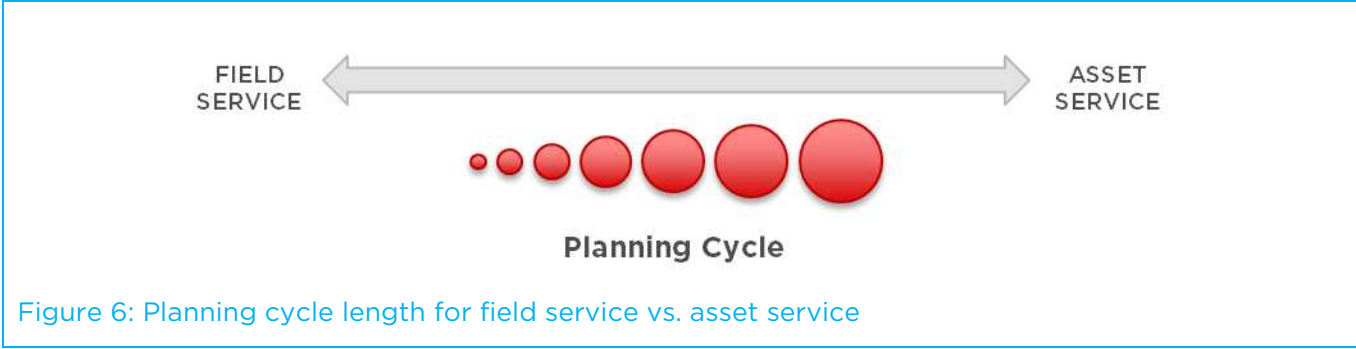 FIELD
SERVICE
ASSET
SERVICE
Planning Cycle
Figure 6: Planning cycle length for field service vs. asset service